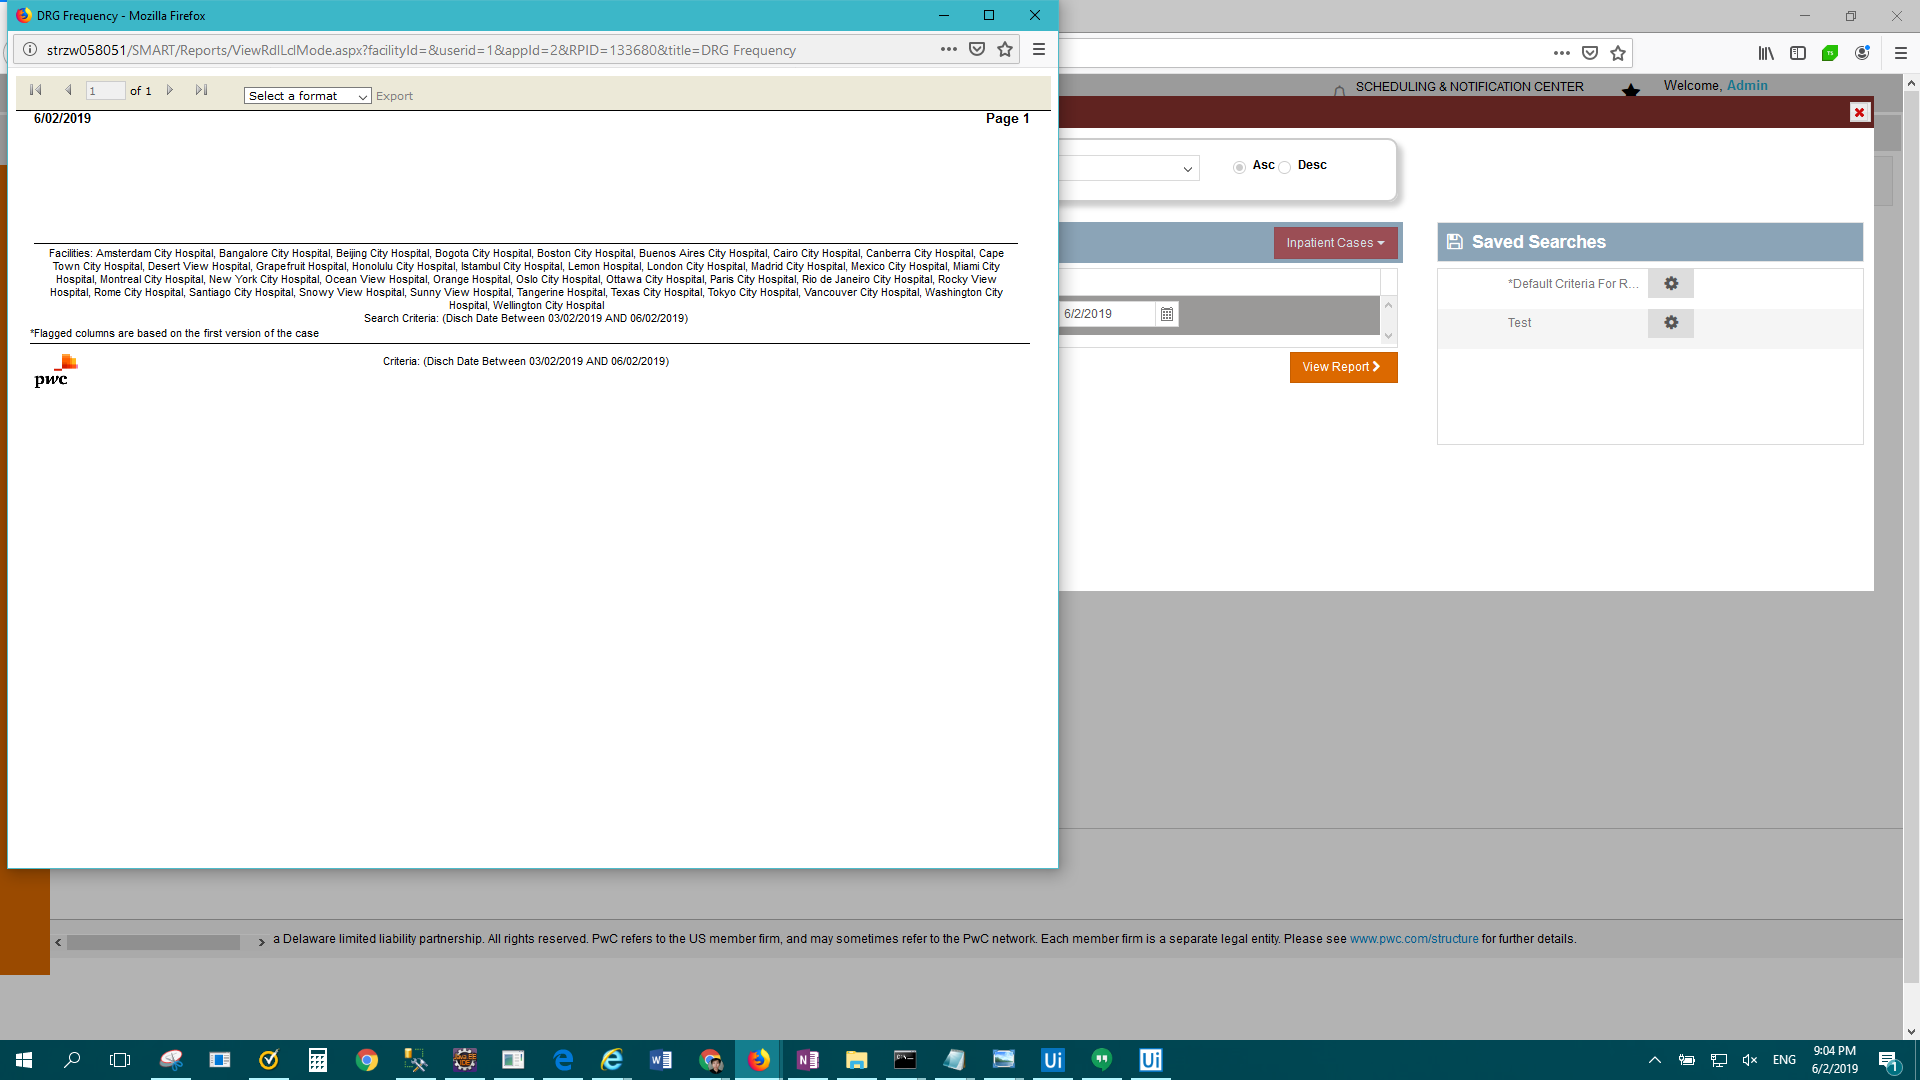 DRG Frequency - Mozilla Firefox
strzw058051/SMART/Reports/ViewRdlLclMode.aspx?facilityId=&userid=1&appId=2&RPID=133680&title=DRG Frequency
1 of 1 Select a format Export
6/02/2019 Page 1
Facilities: Amsterdam City Hospital, Bangalore City Hospital, Beijing City Hospital, Bogota City Hospital, Boston City Hospital, Buenos Aires City Hospital, Cairo City Hospital, Canberra City Hospital, Cape
Town City Hospital, Desert View Hospital, Grapefruit Hospital, Honolulu City Hospital, Istambul City Hospital, Lemon Hospital, London City Hospital, Madrid City Hospital, Mexico City Hospital, Miami City
Hospital, Montreal City Hospital, New York City Hospital, Ocean View Hospital, Orange Hospital, Oslo City Hospital, Ottawa City Hospital, Paris City Hospital, Rio de Janeiro City Hospital, Rocky View
Hospital, Rome City Hospital, Santiago City Hospital, Snowy View Hospital, Sunny View Hospital, Tangerine Hospital, Texas City Hospital, Tokyo City Hospital, Vancouver City Hospital, Washington City
Hospital, Wellington City Hospital
Search Criteria: (Disch Date Between 03/02/2019 AND 06/02/2019)
*Flagged columns are based on the first version of the case
pwc
Criteria: (Disch Date Between 03/02/2019 AND 06/02/2019)
SCHEDULING & NOTIFICATION CENTER
Welcome, Admin
Asc Desc
Inpatient Cases
6/2/2019
View Report
Saved Searches
*Default Criteria For R...
Test
a Delaware limited liability partnership. All rights reserved. PwC refers to the US member firm, and may sometimes refer to the PwC network. Each member firm is a separate legal entity. Please see www.pwc.com/structure for further details.
ENG
9:04 PM
6/2/2019
1